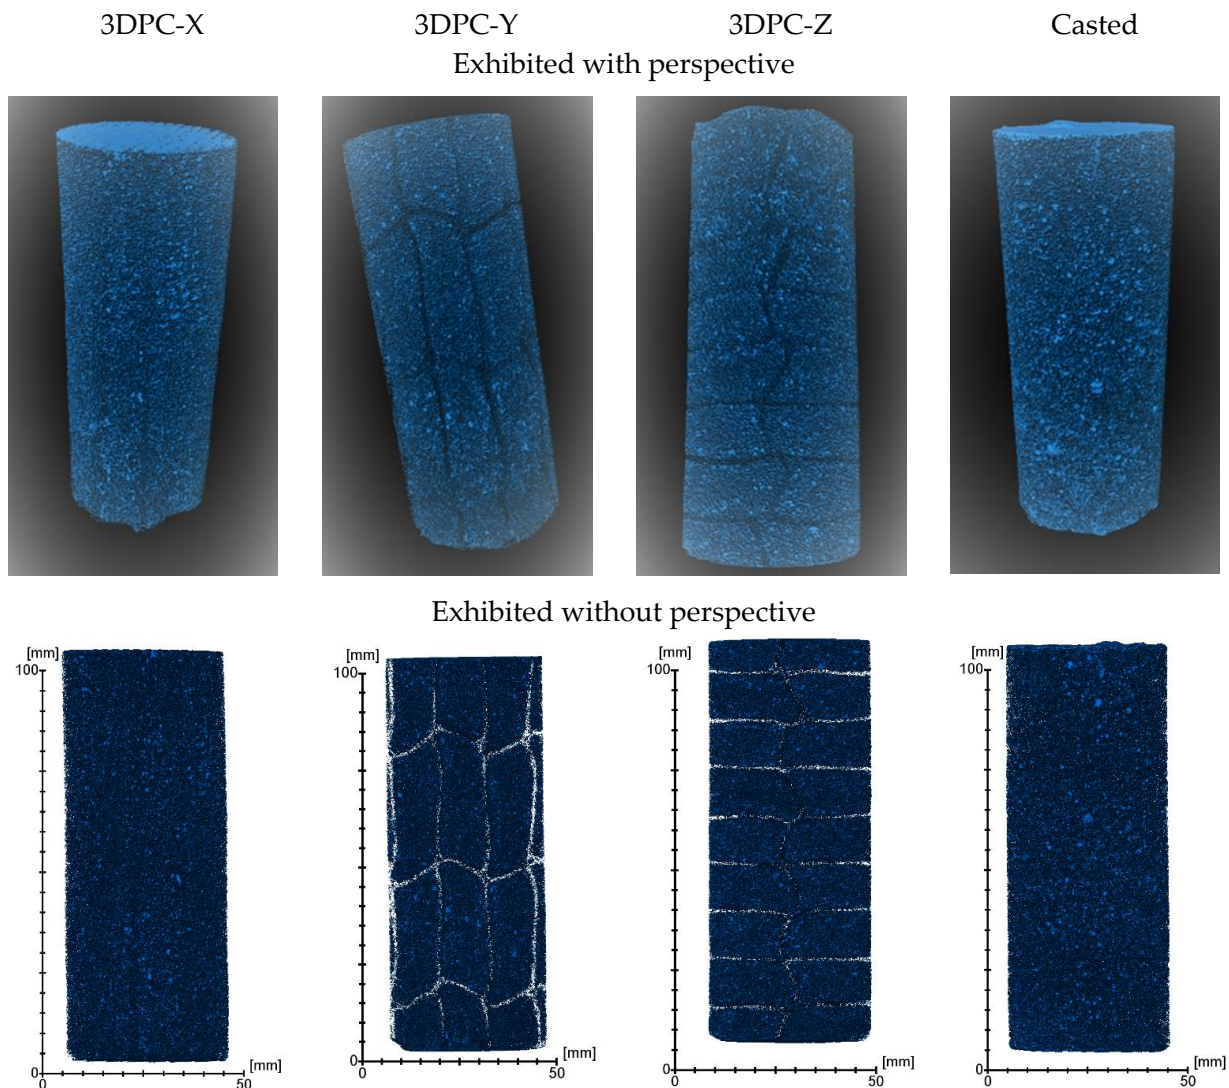 3DPC-X 3DPC-Y 3DPC-Z Casted
Exhibited with perspective
Exhibited without perspective
[mm] [mm] [mm] [mm]
100 100 100 100
0 0 0 0
[mm] [mm] [mm] [mm]
0 50 0 50 0 50 0 50